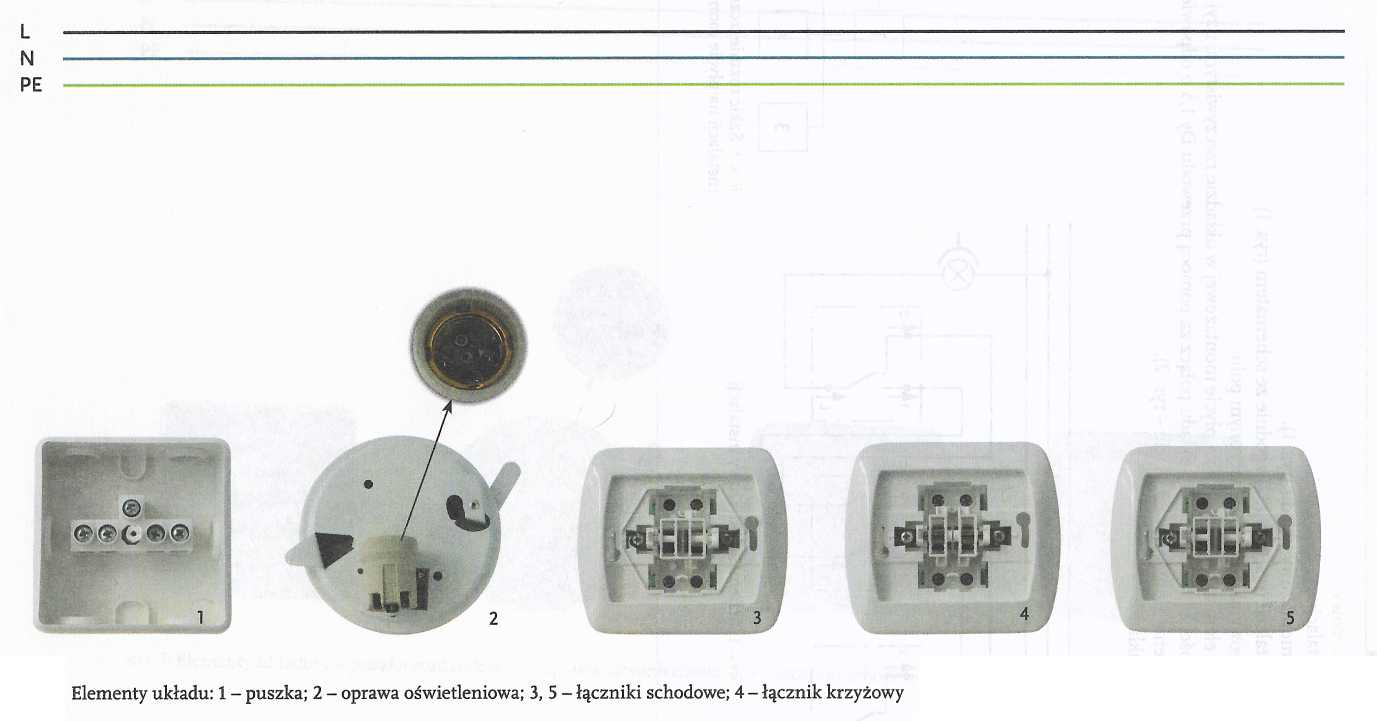 L
N
PE
1
2
3
4
5
Elementy układu: 1 – puszka; 2 – oprawa oświetleniowa; 3, 5 – łączniki schodowe; 4 – łącznik krzyżowy